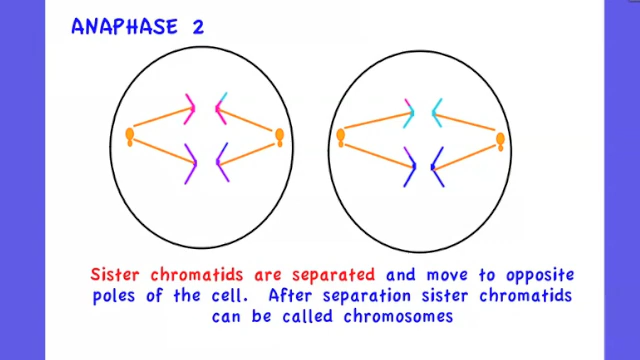 ANAPHASE 2
Sister chromatids are separated and move to opposite
poles of the cell. After separation sister chromatids
can be called chromosomes